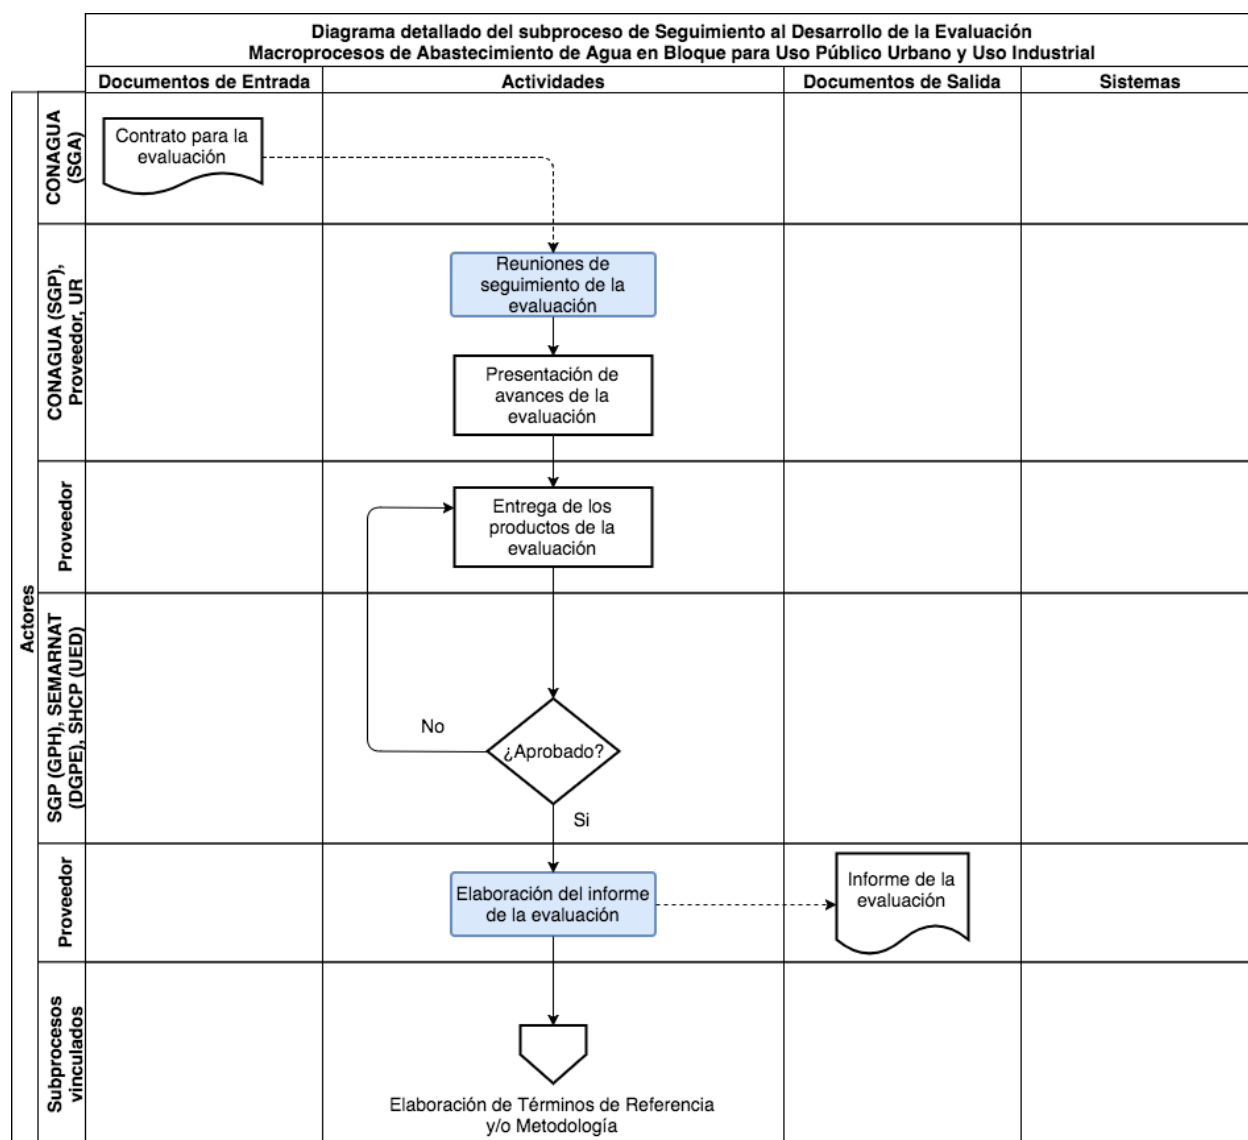 Diagrama detallado del subproceso de Seguimiento al Desarrollo de la Evaluación
Macroprocesos de Abastecimiento de Agua en Bloque para Uso Público Urbano y Uso Industrial
Documentos de Entrada
Actividades
Documentos de Salida
Sistemas
Actores
CONAGUA
(SGA)
Contrato para la
evaluación
CONAGUA (SGP),
Proveedor, UR
Reuniones de
seguimiento de la
evaluación
Presentación de
avances de la
evaluación
Proveedor
Entrega de los
productos de la
evaluación
SGP (GPH), SEMARNAT
(DGPE), SHCP (UED)
¿Aprobado?
No
Si
Proveedor
Elaboración del informe
de la evaluación
Informe de la
evaluación
Subprocesos
vinculados
Elaboración de Términos de Referencia
y/o Metodología